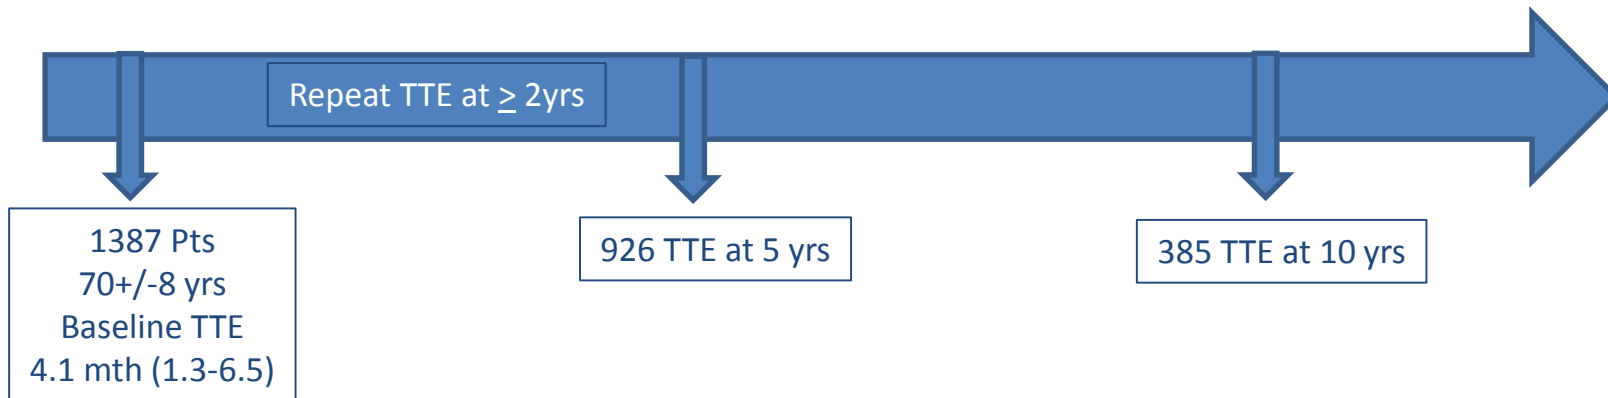 Repeat TTE at ≥ 2yrs
1387 Pts
70+/-8 yrs
Baseline TTE
4.1 mth (1.3-6.5)
926 TTE at 5 yrs
385 TTE at 10 yrs